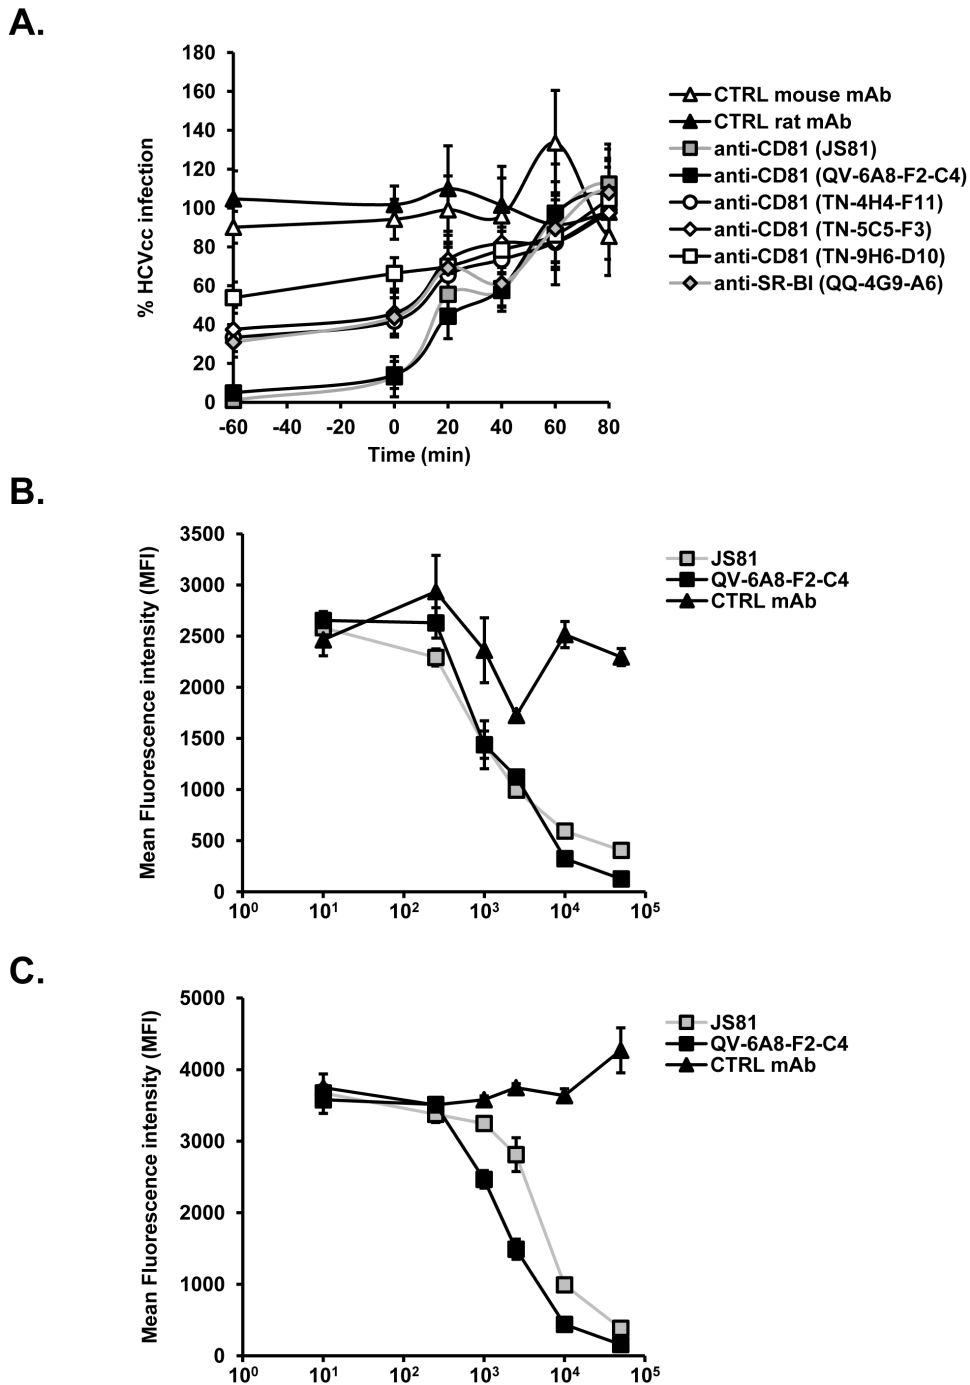 A.
180
160
140
120
100
80
60
40
20
0
% HCVcc infection
-60 -40 -20 0 20 40 60 80
Time (min)
CTRL mouse mAb
CTRL rat mAb
anti-CD81 (JS81)
anti-CD81 (QV-6A8-F2-C4)
anti-CD81 (TN-4H4-F11)
anti-CD81 (TN-5C5-F3)
anti-CD81 (TN-9H6-D10)
anti-SR-BI (QQ-4G9-A6)
B.
3500
3000
2500
2000
1500
1000
500
0
Mean Fluorescence intensity (MFI)
10⁰ 10¹ 10² 10³ 10⁴ 10⁵
JS81
QV-6A8-F2-C4
CTRL mAb
C.
5000
4000
3000
2000
1000
0
Mean Fluorescence intensity (MFI)
10⁰ 10¹ 10² 10³ 10⁴ 10⁵
JS81
QV-6A8-F2-C4
CTRL mAb